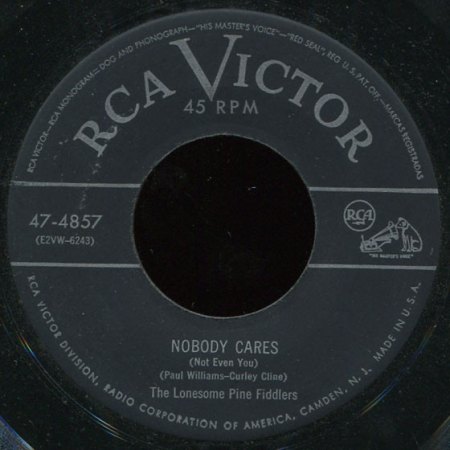 RCA VICTOR—RCA MONOGRAM—DOG AND PHONOGRAPH—"HIS MASTER'S VOICE"—"RED SEAL", REG. U.S. PAT. OFF.—MARCAS REGISTRADAS
RCA VICTOR
45 RPM
47-4857
(E2VW-6243)
RCA
"HIS MASTER'S VOICE"
NOBODY CARES
(Not Even You)
(Paul Williams-Curley Cline)
The Lonesome Pine Fiddlers
RCA VICTOR DIVISION, RADIO CORPORATION OF AMERICA, CAMDEN, N. J. MADE IN U.S.A.